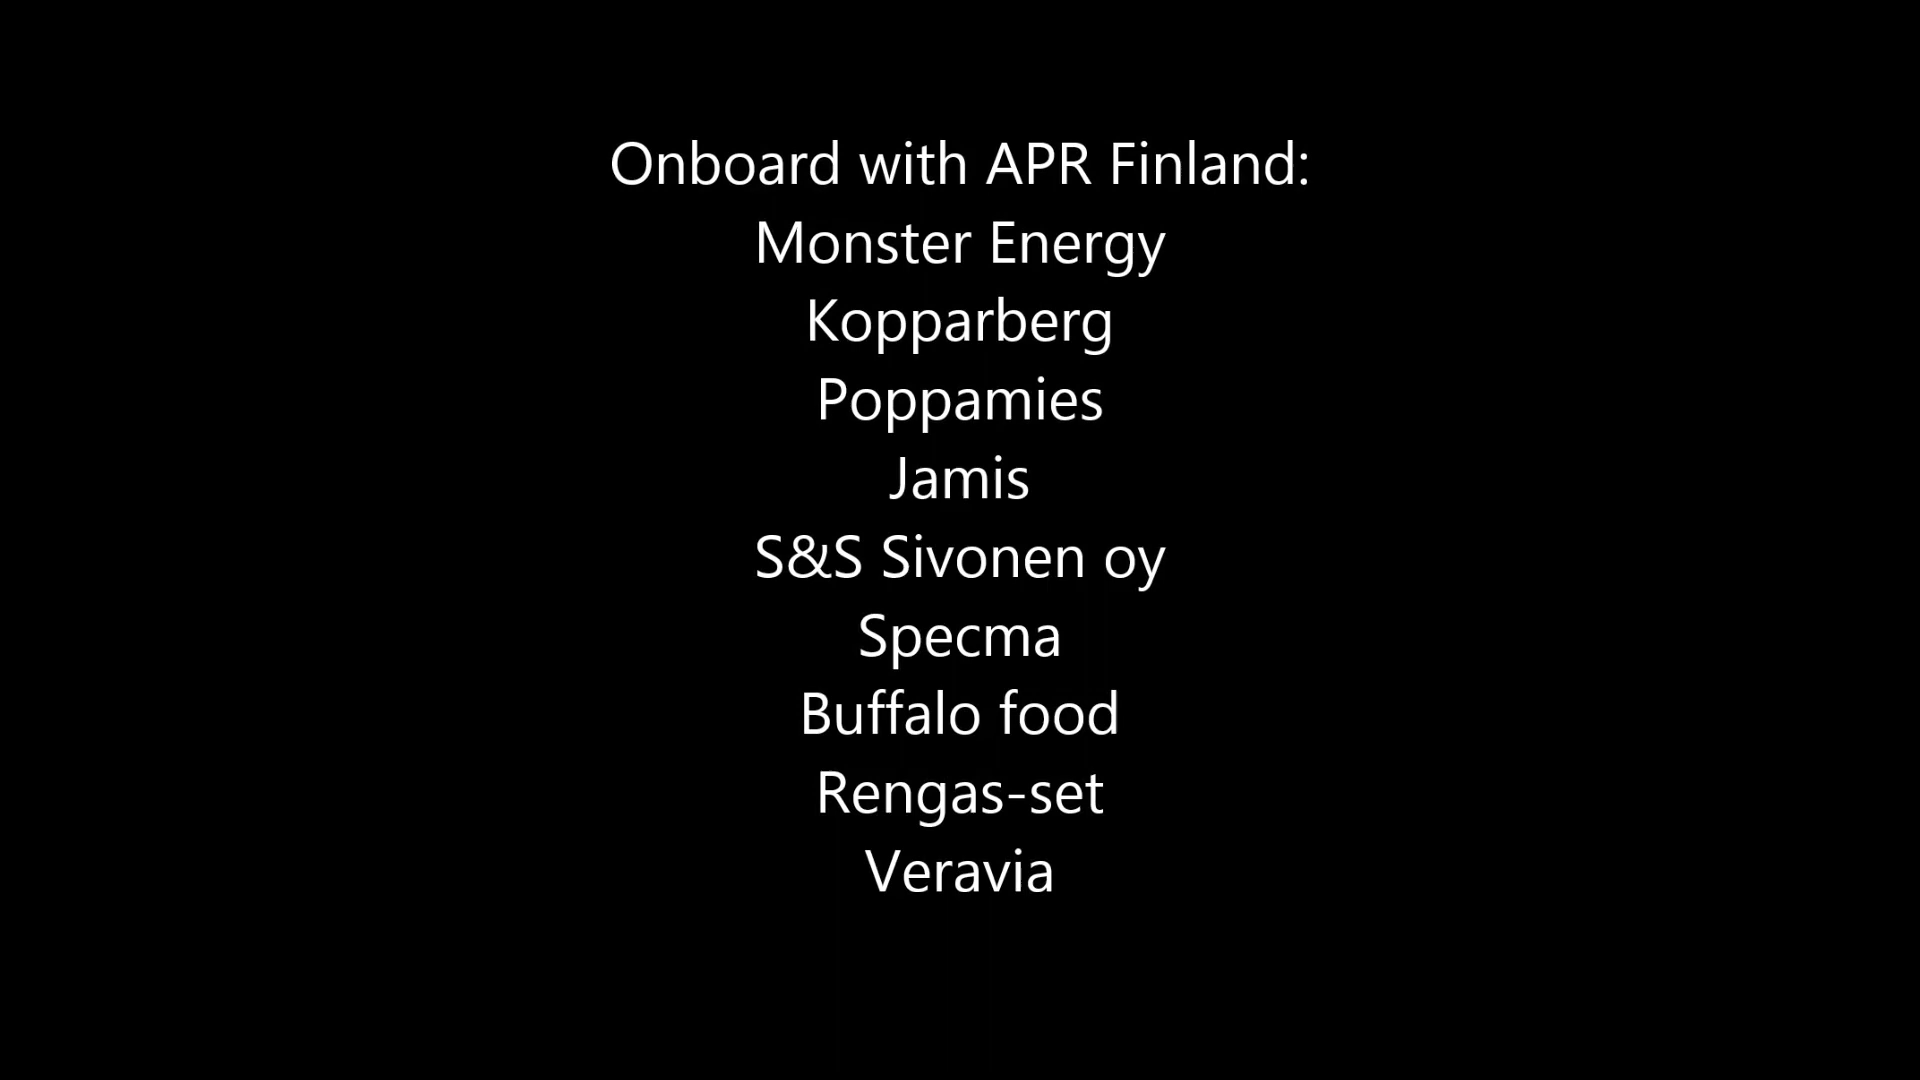 Onboard with APR Finland:
Monster Energy
Kopparberg
Poppamies
Jamis
S&S Sivonen oy
Specma
Buffalo food
Rengas-set
Veravia